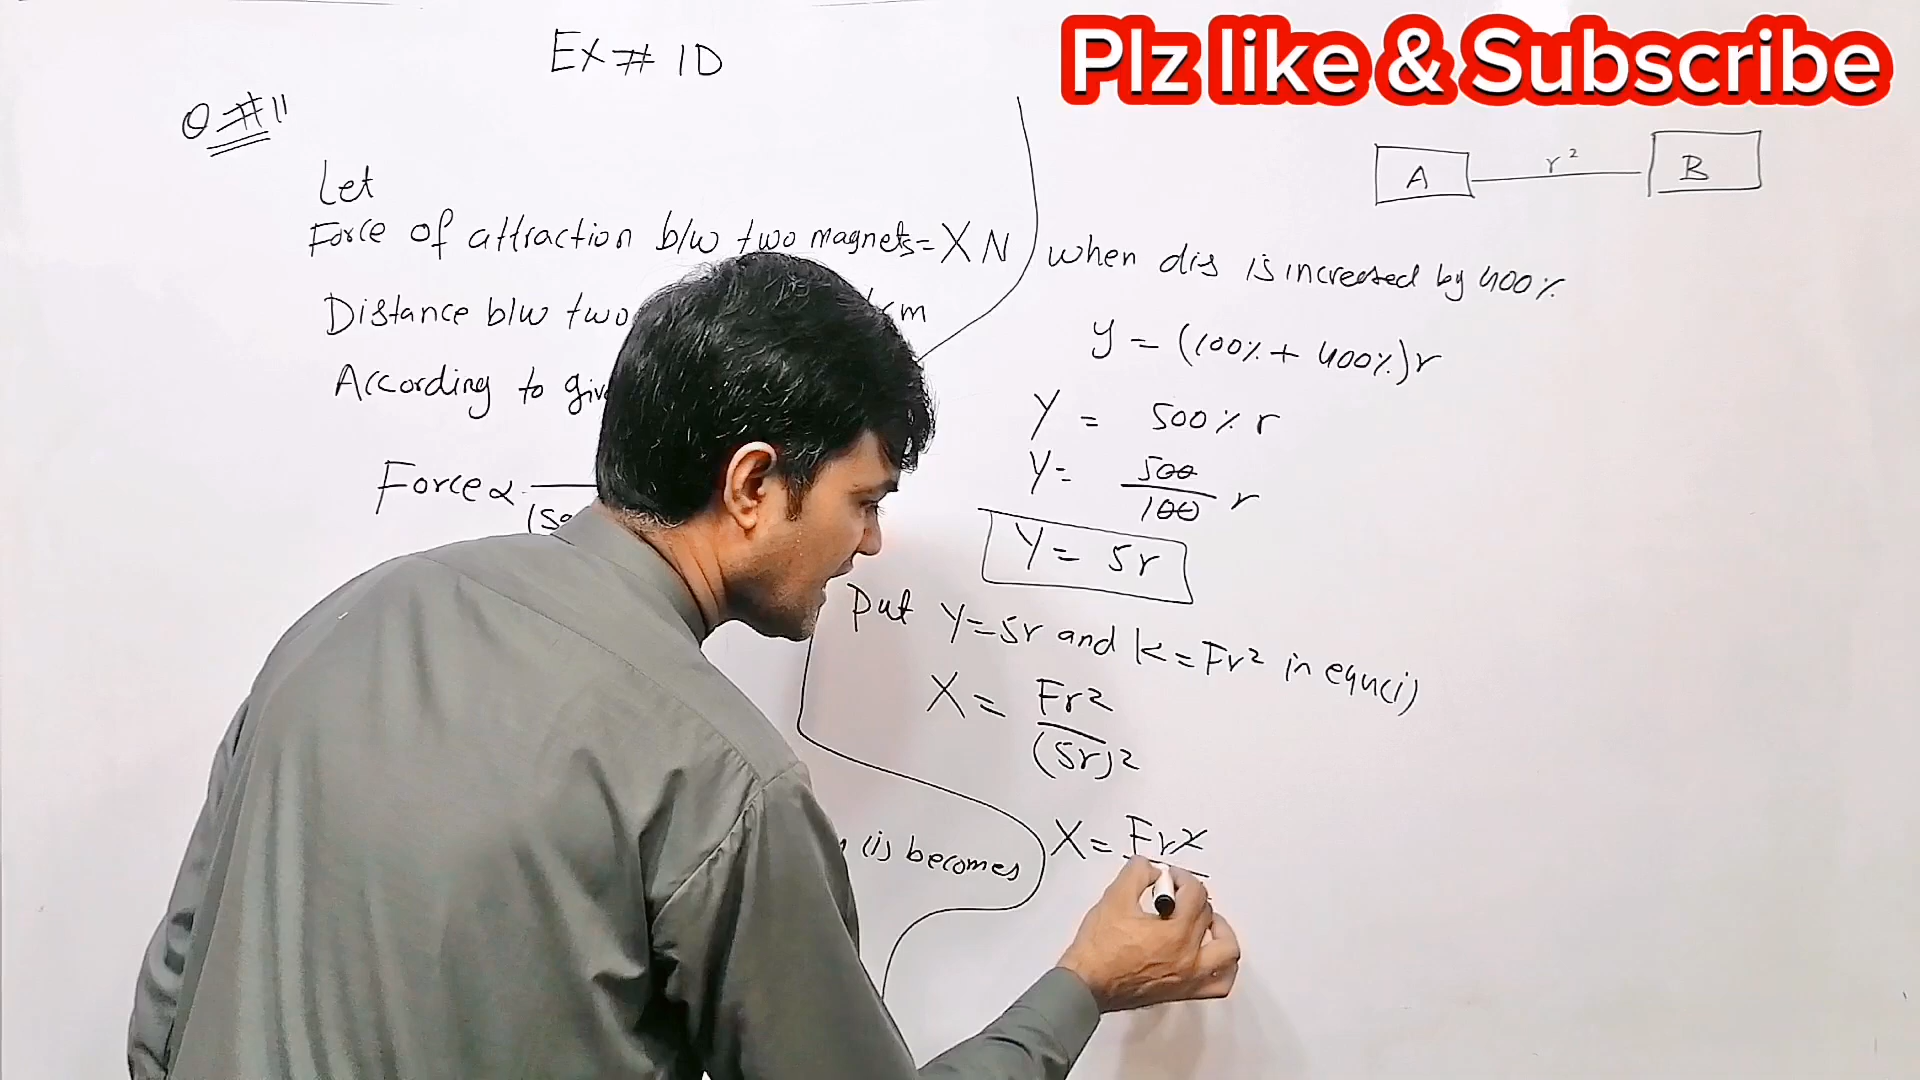 Ex# 1D
Plz like & Subscribe
Q#11
A r² B
Let
Force of attraction b/w two magnets = X N
Distance b/w two cm
According to
Force ∝
(i) becomes
when dis is increased by 400%
y = (100% + 400%)r
Y = 500% r
Y = 500/100 r
Y = 5r
Put Y=5r and k=Fr² in equ(i)
X = Fr²/(5r)²
X = Fr²